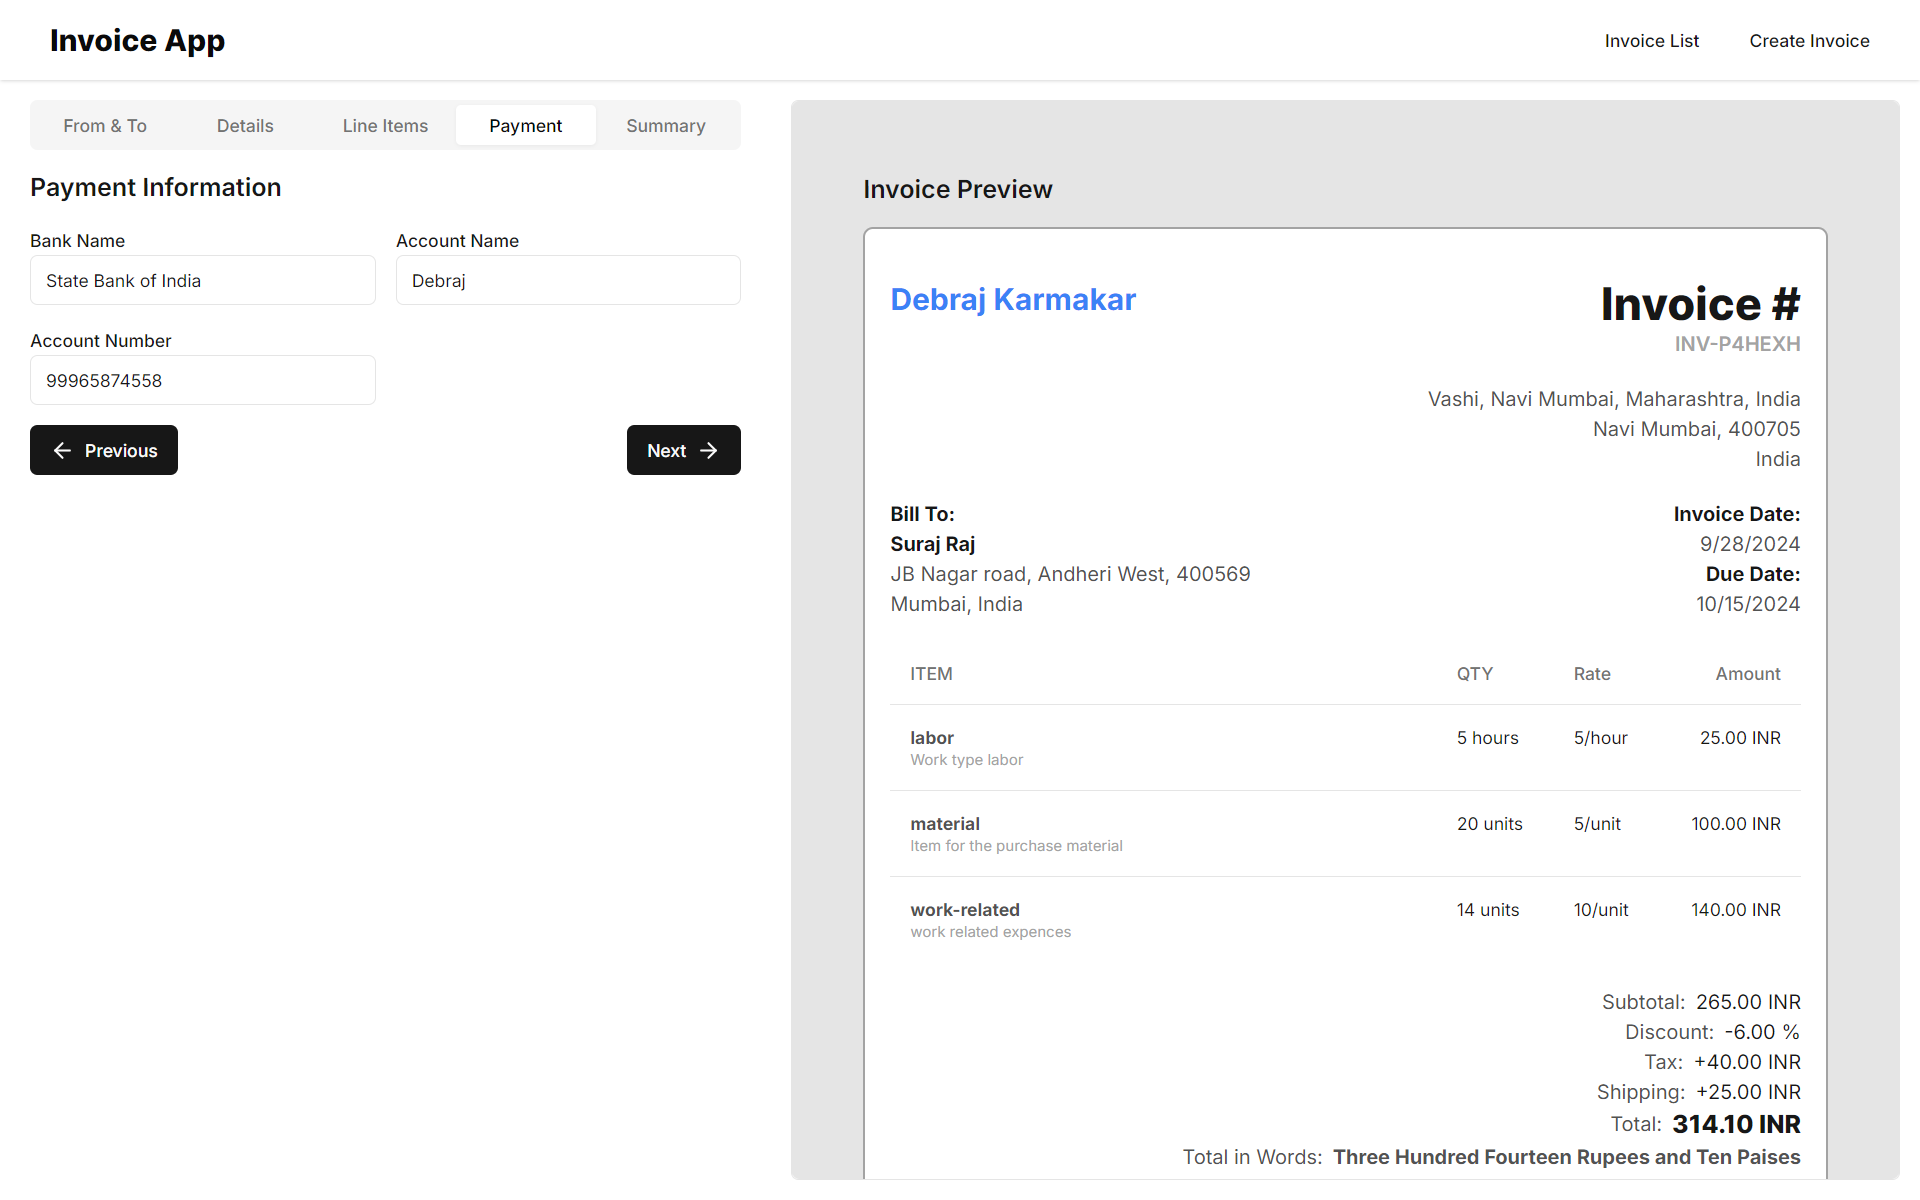 Invoice App
Invoice List
Create Invoice
From & To
Details
Line Items
Payment
Summary
Payment Information
Bank Name
Account Name
State Bank of India
Debraj
Account Number
99965874558
Previous
Next
Invoice Preview
Debraj Karmakar
Invoice #
INV-P4HEXH
Vashi, Navi Mumbai, Maharashtra, India
Navi Mumbai, 400705
India
Bill To:
Suraj Raj
JB Nagar road, Andheri West, 400569
Mumbai, India
Invoice Date:
9/28/2024
Due Date:
10/15/2024
ITEM QTY Rate Amount
labor 5 hours 5/hour 25.00 INR
Work type labor
material 20 units 5/unit 100.00 INR
Item for the purchase material
work-related 14 units 10/unit 140.00 INR
work related expences
Subtotal: 265.00 INR
Discount: -6.00 %
Tax: +40.00 INR
Shipping: +25.00 INR
Total: 314.10 INR
Total in Words: Three Hundred Fourteen Rupees and Ten Paises